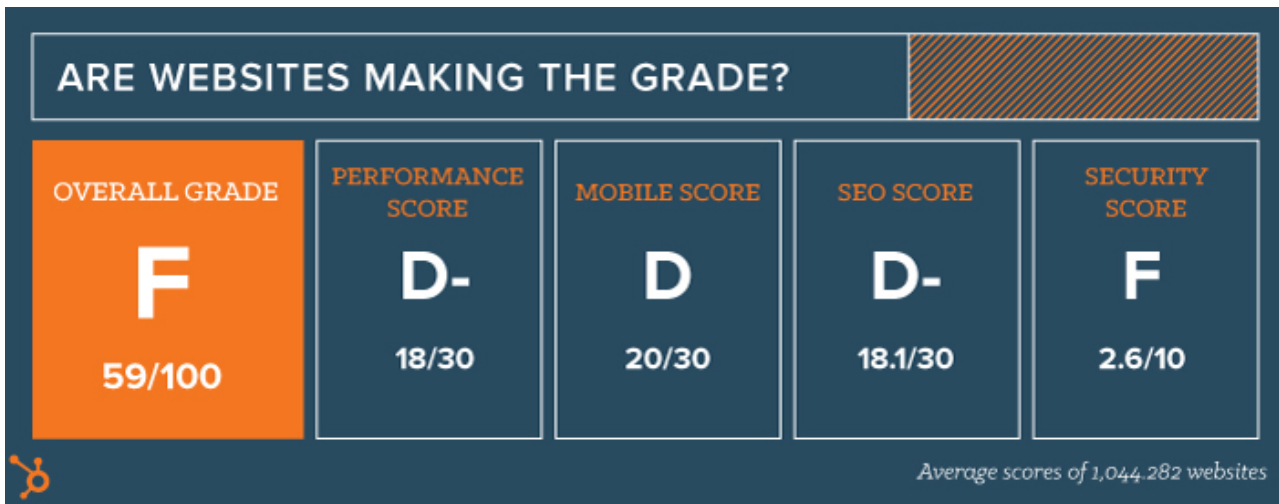 ARE WEBSITES MAKING THE GRADE?
OVERALL GRADE
F
59/100
PERFORMANCE
SCORE
D-
18/30
MOBILE SCORE
D
20/30
SEO SCORE
D-
18.1/30
SECURITY
SCORE
F
2.6/10
Average scores of 1,044.282 websites